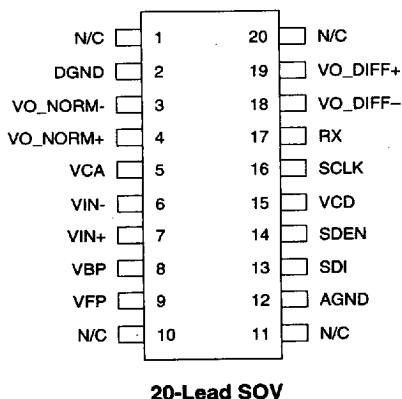 N/C 1 20 N/C
DGND 2 19 VO_DIFF+
VO_NORM- 3 18 VO_DIFF–
VO_NORM+ 4 17 RX
VCA 5 16 SCLK
VIN- 6 15 VCD
VIN+ 7 14 SDEN
VBP 8 13 SDI
VFP 9 12 AGND
N/C 10 11 N/C
20-Lead SOV